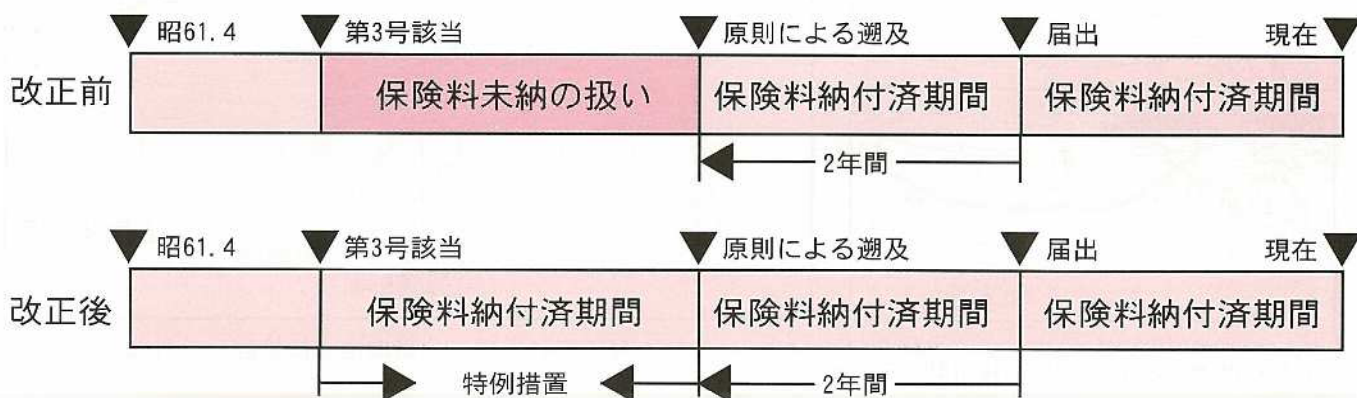 昭61.4 第3号該当 原則による遡及 届出 現在
改正前 保険料未納の扱い 保険料納付済期間 保険料納付済期間
2年間
昭61.4 第3号該当 原則による遡及 届出 現在
改正後 保険料納付済期間 保険料納付済期間 保険料納付済期間
特例措置 2年間